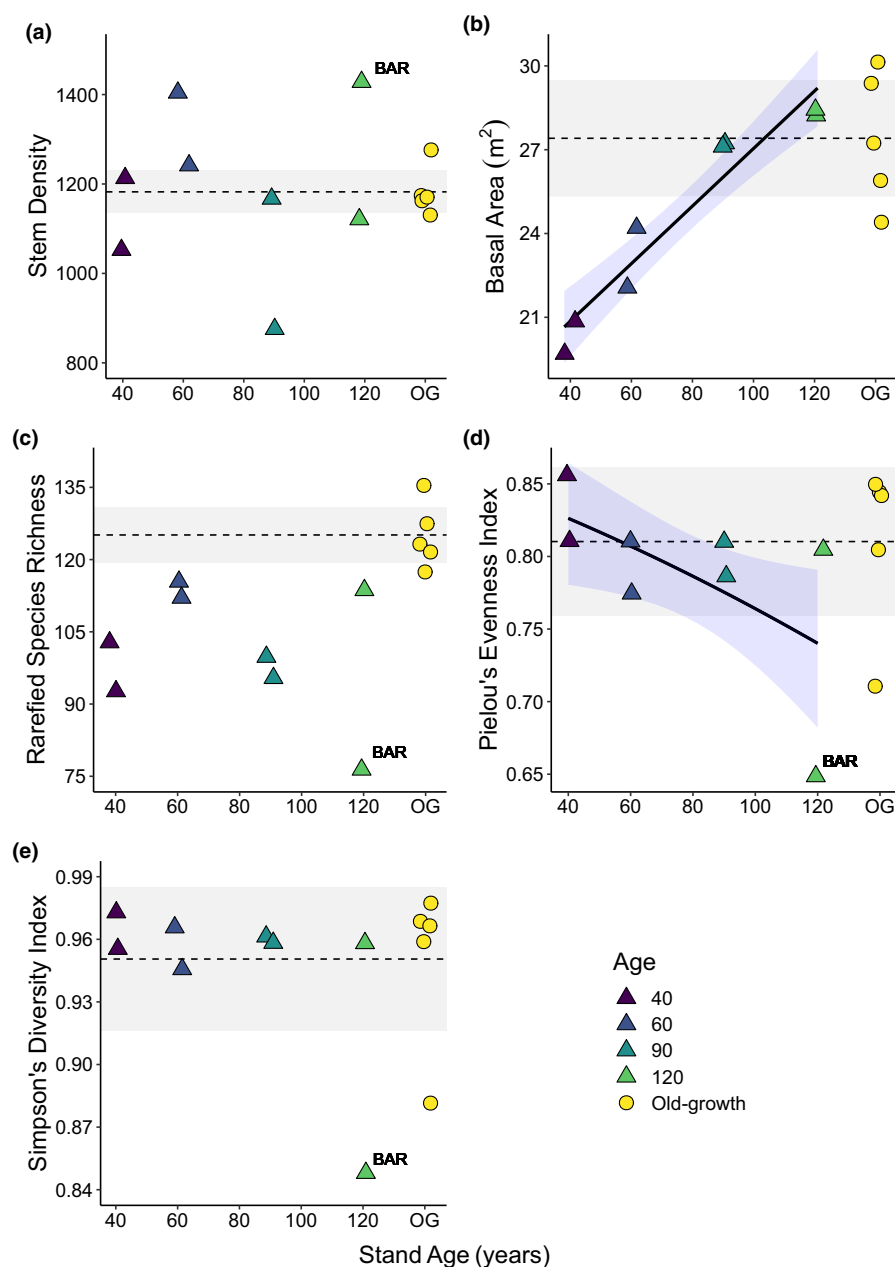 (a)
Stem Density
1400
1200
1000
800
BAR
40 60 80 100 120 OG
(b)
Basal Area (m²)
30
27
24
21
40 60 80 100 120 OG
(c)
Rarefied Species Richness
135
120
105
90
75
BAR
40 60 80 100 120 OG
(d)
Pielou's Evenness Index
0.85
0.80
0.75
0.70
0.65
BAR
40 60 80 100 120 OG
(e)
Simpson's Diversity Index
0.99
0.96
0.93
0.90
0.87
0.84
BAR
40 60 80 100 120 OG
Stand Age (years)
Age
40
60
90
120
Old-growth